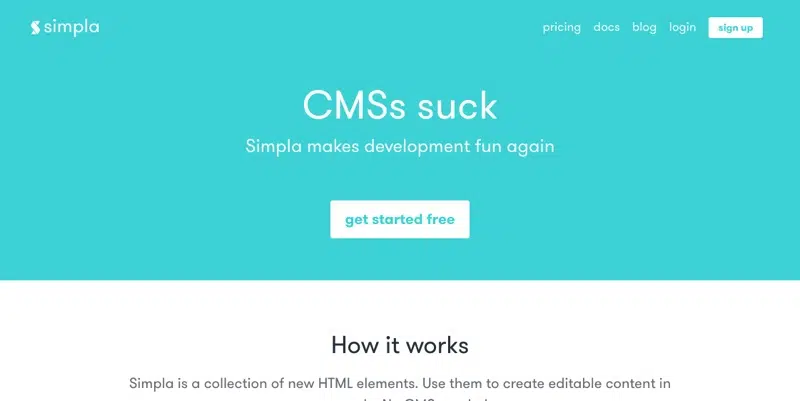 simpla
pricing docs blog login sign up
CMSs suck
Simpla makes development fun again
get started free
How it works
Simpla is a collection of new HTML elements. Use them to create editable content in